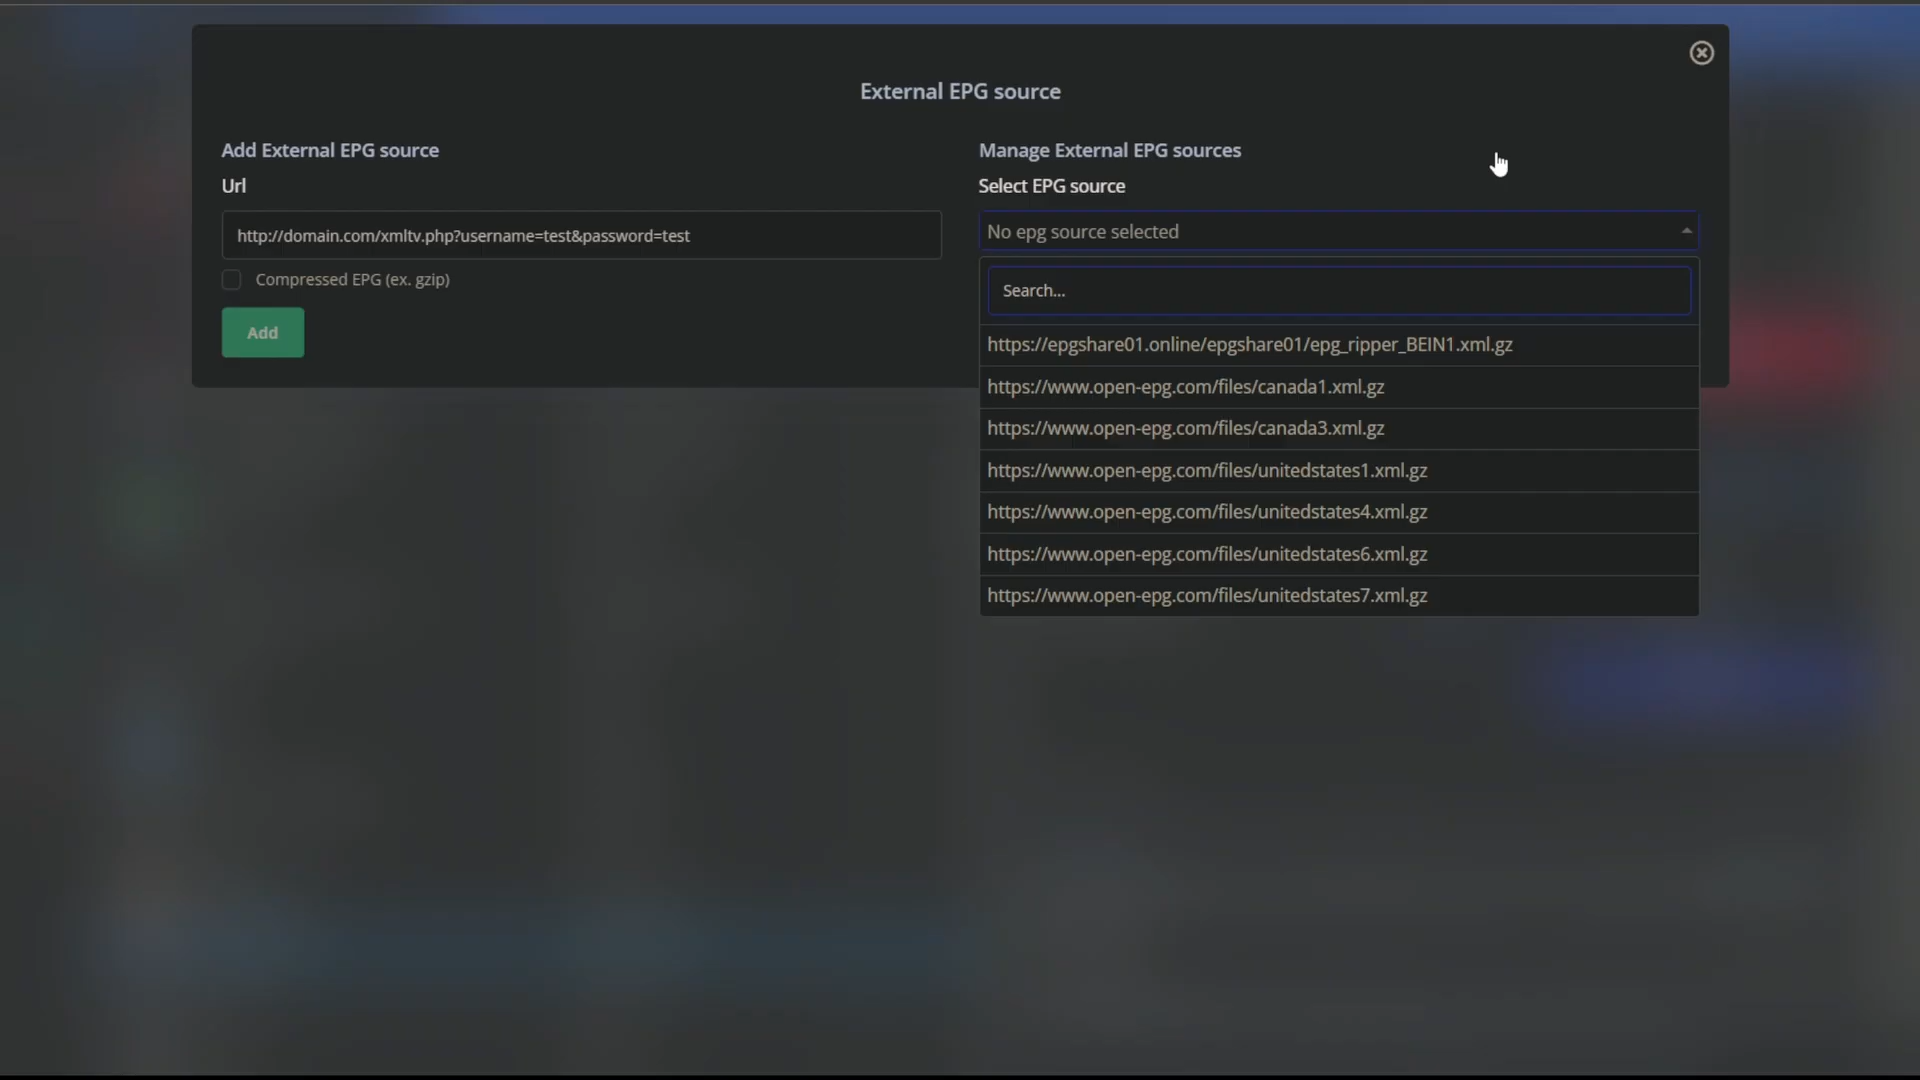 External EPG source
Add External EPG source
Url
http://domain.com/xmltv.php?username=test&password=test
Compressed EPG (ex. gzip)
Add
Manage External EPG sources
Select EPG source
No epg source selected
Search...
https://epgshare01.online/epgshare01/epg_ripper_BEIN1.xml.gz
https://www.open-epg.com/files/canada1.xml.gz
https://www.open-epg.com/files/canada3.xml.gz
https://www.open-epg.com/files/unitedstates1.xml.gz
https://www.open-epg.com/files/unitedstates4.xml.gz
https://www.open-epg.com/files/unitedstates6.xml.gz
https://www.open-epg.com/files/unitedstates7.xml.gz